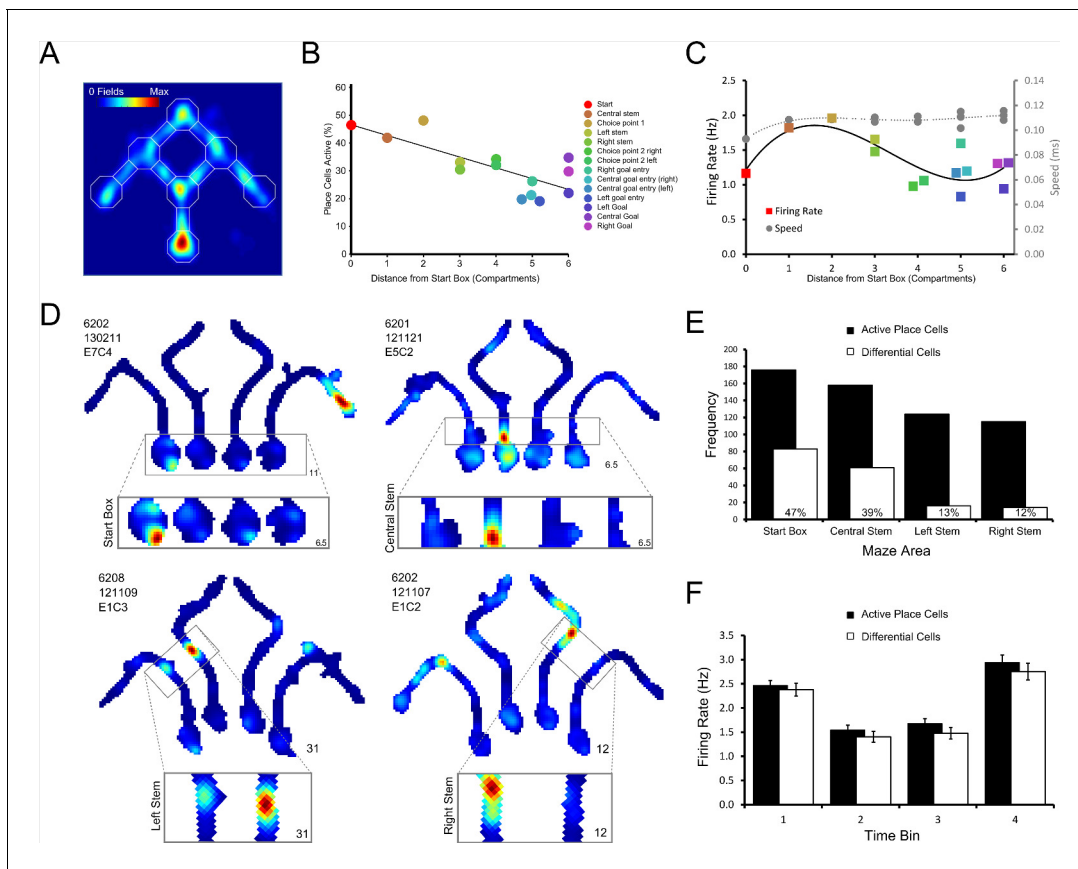 A
0 Fields Max
B
Place Cells Active (%)
60
50
40
30
20
10
0
0 1 2 3 4 5 6
Distance from Start Box (Compartments)
Start
Central stem
Choice point 1
Left stem
Right stem
Choice point 2 right
Choice point 2 left
Right goal entry
Central goal entry (right)
Central goal entry (left)
Left goal entry
Left Goal
Central Goal
Right Goal
C
Firing Rate (Hz)
2.5
2.0
1.5
1.0
0.5
0.0
Firing Rate
Speed
0 1 2 3 4 5 6
Distance from Start Box (Compartments)
0.14
0.12
0.10
0.08
0.06
0.04
0.02
0.00
Speed (ms)
D
6202
130211
E7C4
11
Start Box
6.5
6201
121121
E5C2
6.5
Central Stem
6.5
6208
121109
E1C3
31
Left Stem
31
6202
121107
E1C2
12
Right Stem
12
E
Active Place Cells
Differential Cells
Frequency
200
180
160
140
120
100
80
60
40
20
0
47% 39% 13% 12%
Start Box Central Stem Left Stem Right Stem
Maze Area
F
Active Place Cells
Differential Cells
Firing Rate (Hz)
3.5
3.0
2.5
2.0
1.5
1.0
0.5
0.0
1 2 3 4
Time Bin